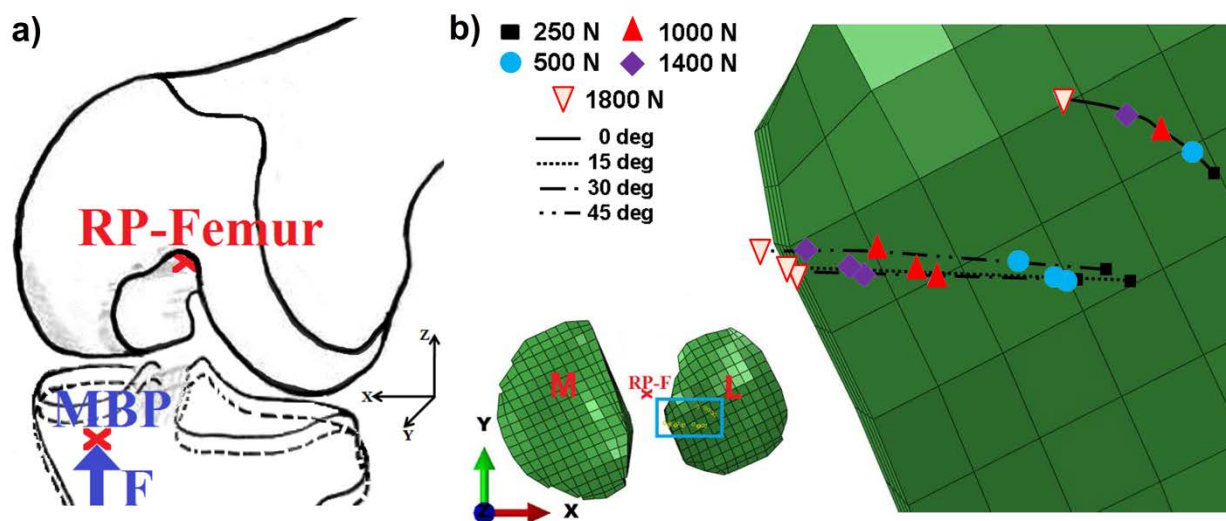 a)
RP-Femur
MBP
F
Z
X
Y
b)
250 N
1000 N
500 N
1400 N
1800 N
0 deg
15 deg
30 deg
45 deg
M
RP-F
L
Y
Z
X